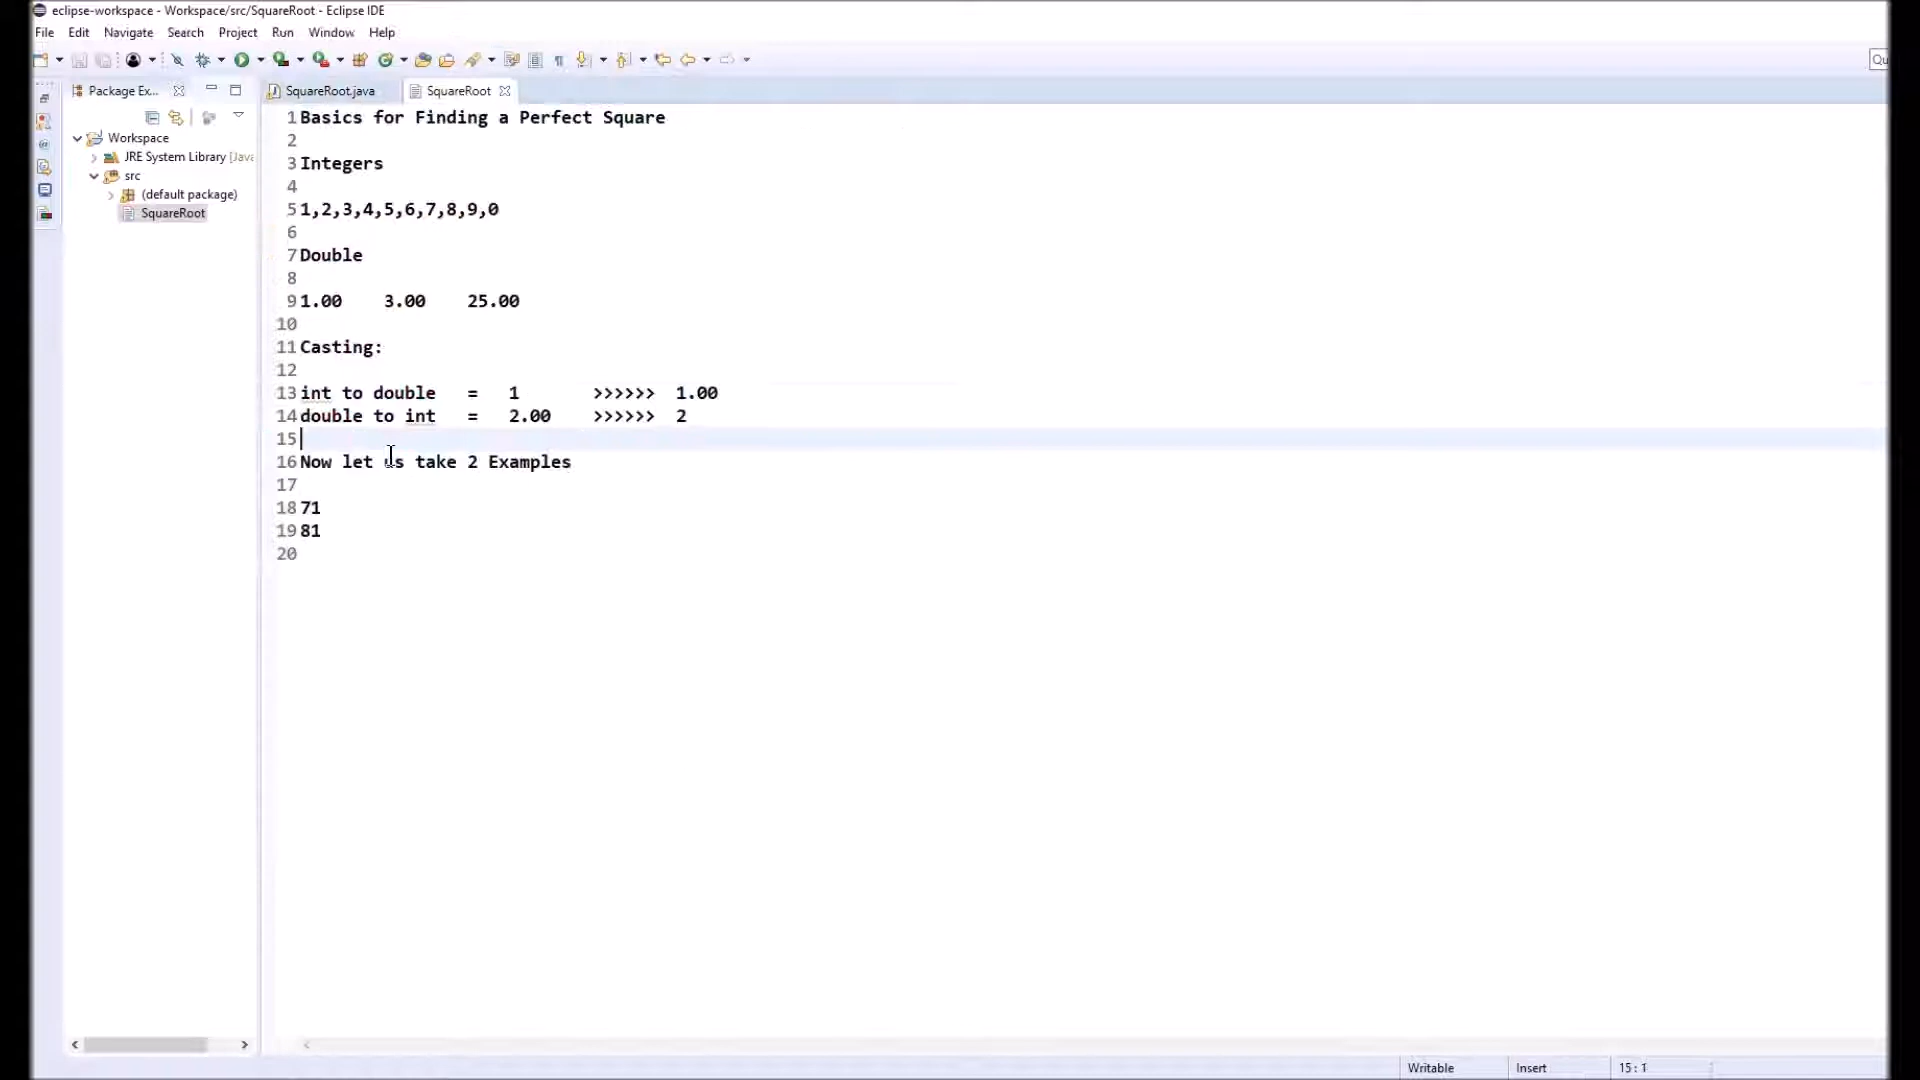 eclipse-workspace - Workspace/src/SquareRoot - Eclipse IDE
File Edit Navigate Search Project Run Window Help
Qu
Package Ex...
SquareRoot.java
SquareRoot
Workspace
JRE System Library [Java
src
(default package)
SquareRoot
1 Basics for Finding a Perfect Square
2
3 Integers
4
5 1,2,3,4,5,6,7,8,9,0
6
7 Double
8
9 1.00 3.00 25.00
10
11 Casting:
12
13 int to double = 1 >>>>>> 1.00
14 double to int = 2.00 >>>>>> 2
15
16 Now let us take 2 Examples
17
18 71
19 81
20
Writable Insert 15 : 1